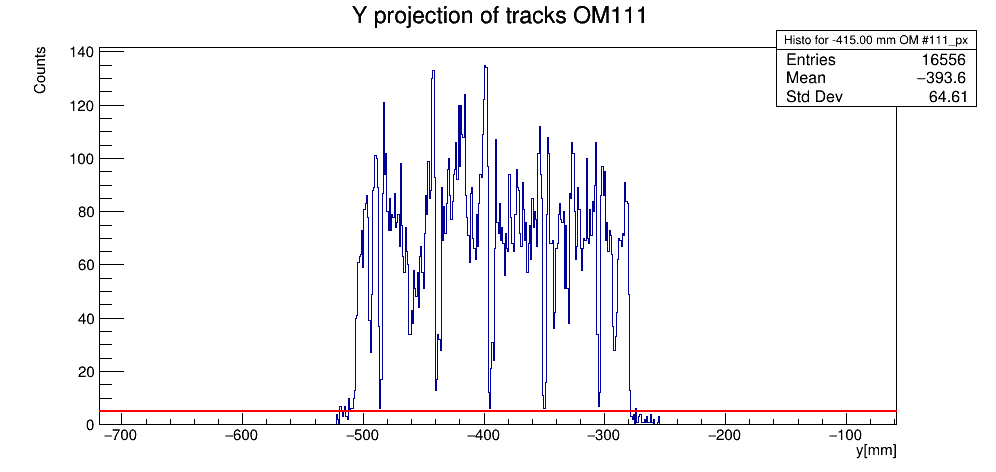 Y projection of tracks OM111
Histo for -415.00 mm OM #111_px
Entries 16556
Mean −393.6
Std Dev 64.61
Counts
140
120
100
80
60
40
20
0
−700 −600 −500 −400 −300 −200 −100
y[mm]